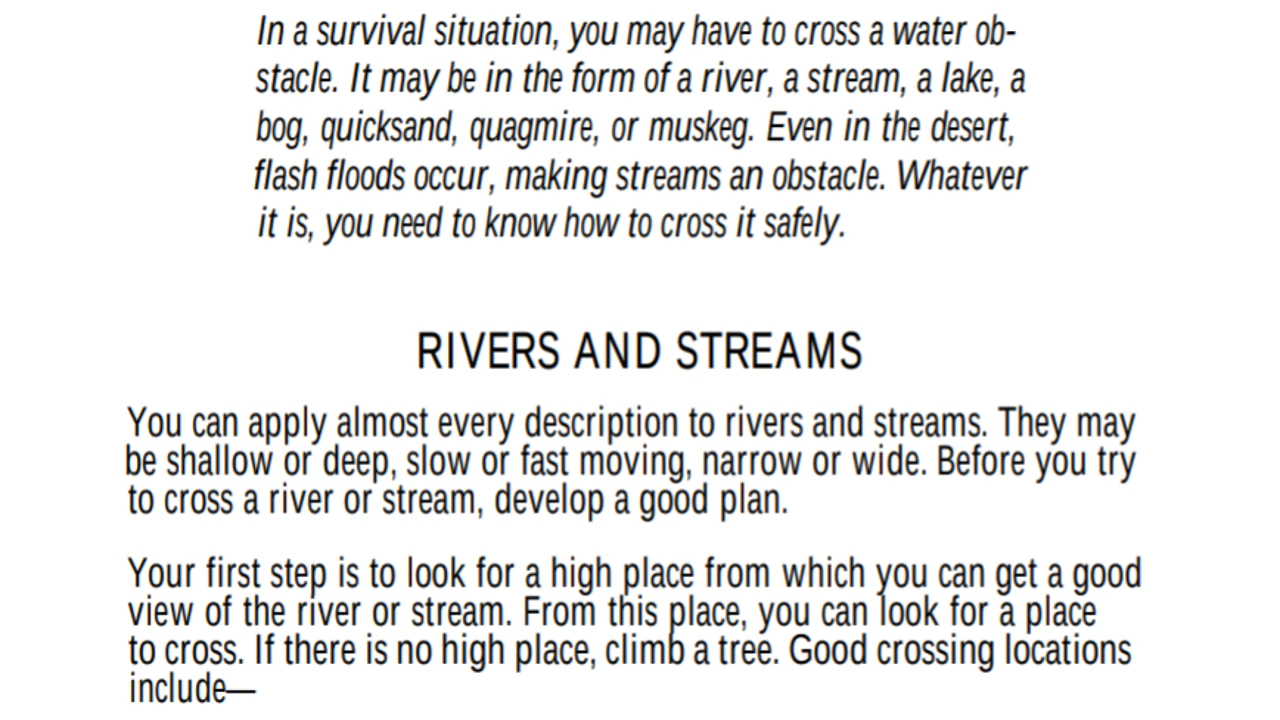 In a survival situation, you may have to cross a water ob-
stacle. It may be in the form of a river, a stream, a lake, a
bog, quicksand, quagmire, or muskeg. Even in the desert,
flash floods occur, making streams an obstacle. Whatever
it is, you need to know how to cross it safely.
RIVERS AND STREAMS
You can apply almost every description to rivers and streams. They may
be shallow or deep, slow or fast moving, narrow or wide. Before you try
to cross a river or stream, develop a good plan.
Your first step is to look for a high place from which you can get a good
view of the river or stream. From this place, you can look for a place
to cross. If there is no high place, climb a tree. Good crossing locations
include—